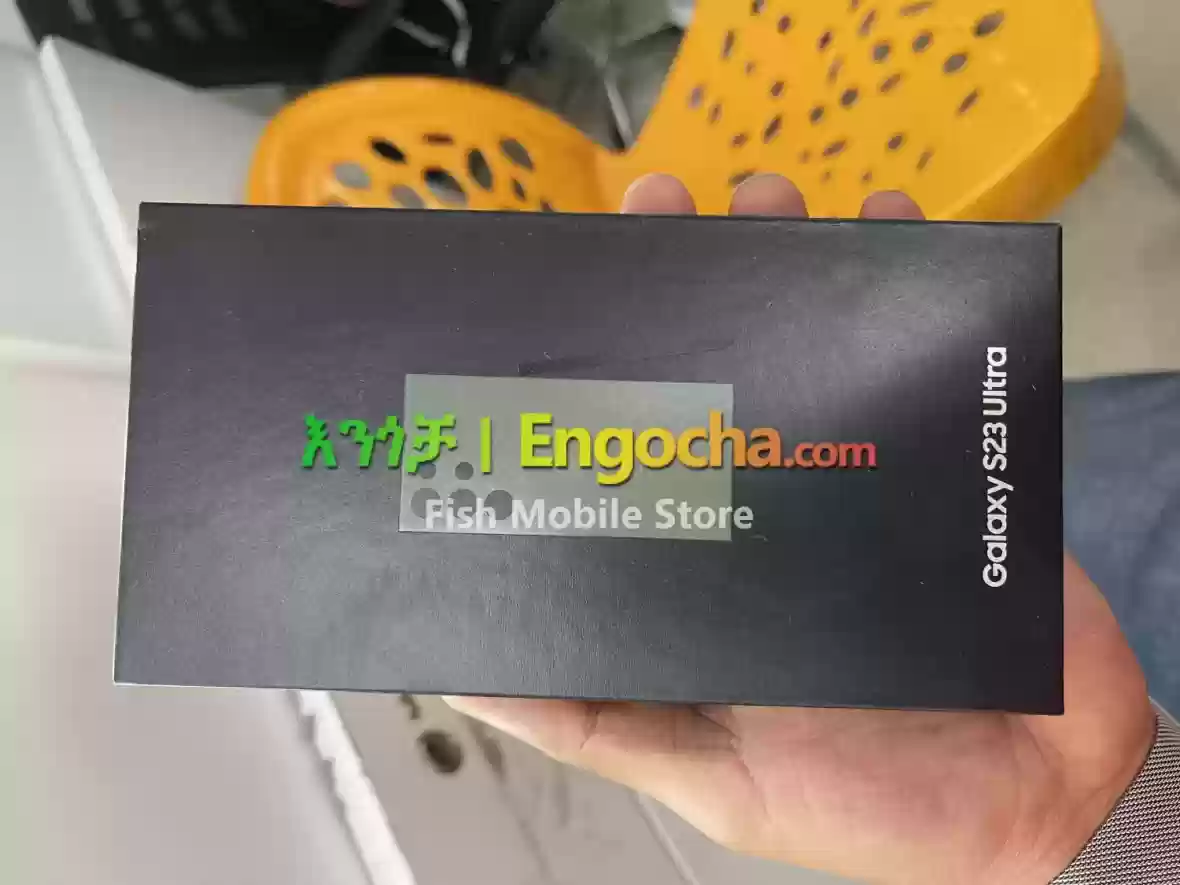 እንጎቻ | Engocha.com
Fish Mobile Store
Galaxy S23 Ultra